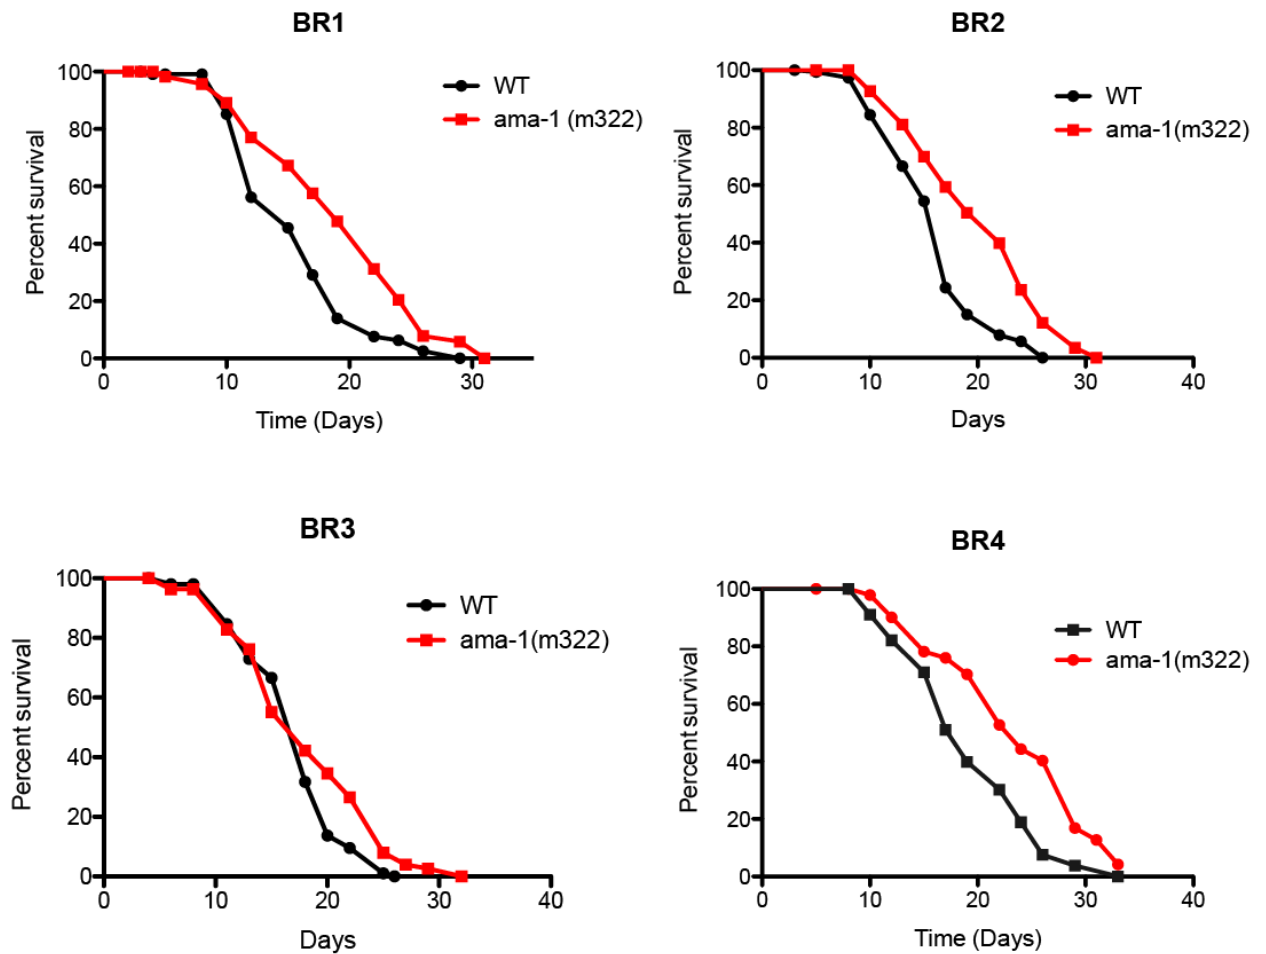 BR1
WT
ama-1 (m322)
Percent survival
100
80
60
40
20
0
0 10 20 30
Time (Days)
BR2
WT
ama-1(m322)
Percent survival
100
80
60
40
20
0
0 10 20 30 40
Days
BR3
WT
ama-1(m322)
Percent survival
100
80
60
40
20
0
0 10 20 30 40
Days
BR4
WT
ama-1(m322)
Percent survival
100
80
60
40
20
0
0 10 20 30 40
Time (Days)